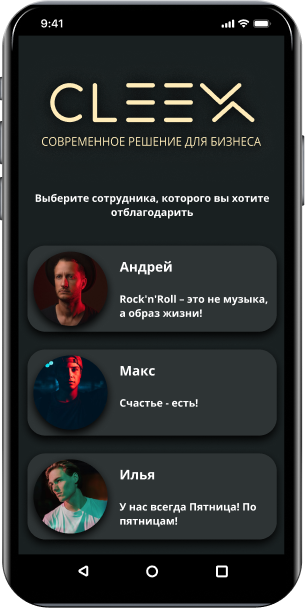 9:41
CLEEX
СОВРЕМЕННОЕ РЕШЕНИЕ ДЛЯ БИЗНЕСА
Выберите сотрудника, которого вы хотите
отблагодарить
Андрей
Rock'n'Roll – это не музыка,
а образ жизни!
Макс
Счастье - есть!
Илья
У нас всегда Пятница! По
пятницам!